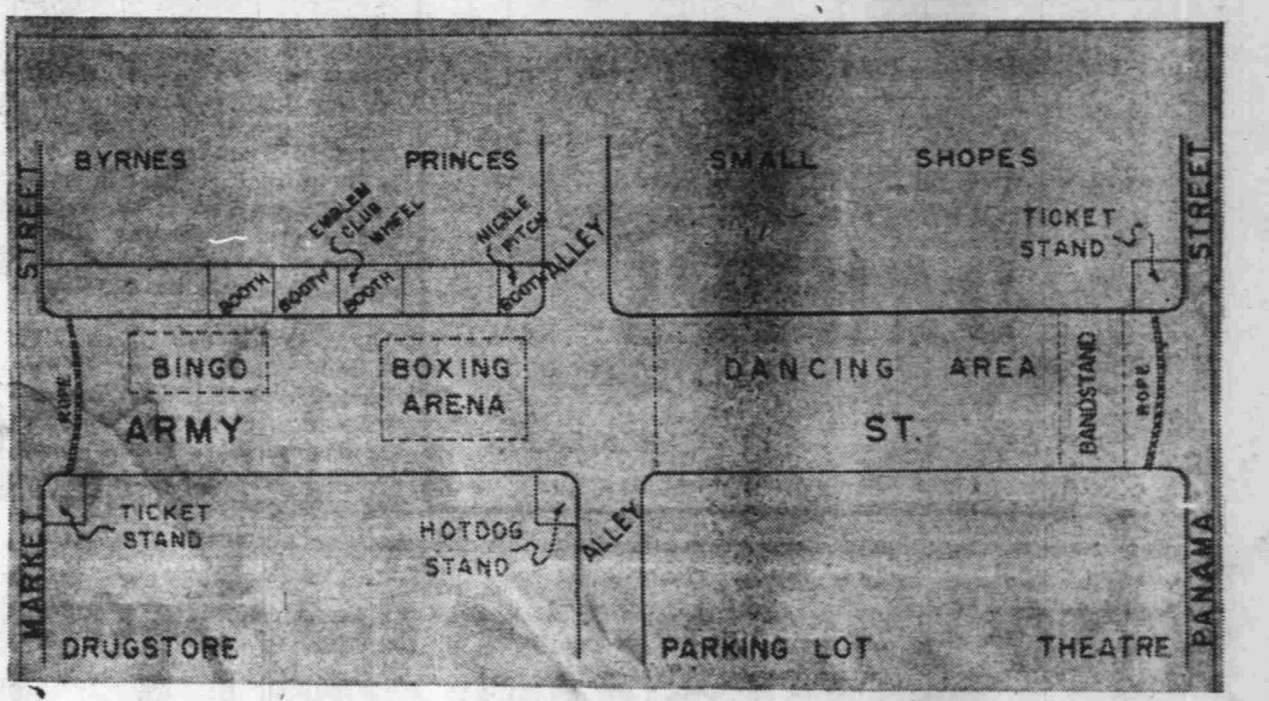 BYRNES
PRINCES
SMALL SHOPES
STREET
EMBLEM
CLUB
WHEEL
NICKLE
PITCH
ALLEY
TICKET
STAND
STREET
BOOTH
BOOTH
BOOTH
BOOTH
BINGO
BOXING
ARENA
DANCING AREA
BANDSTAND
ROPE
ROPE
ARMY ST.
TICKET
STAND
HOTDOG
STAND
ALLEY
MARKET
PANAMA
DRUGSTORE
PARKING LOT
THEATRE